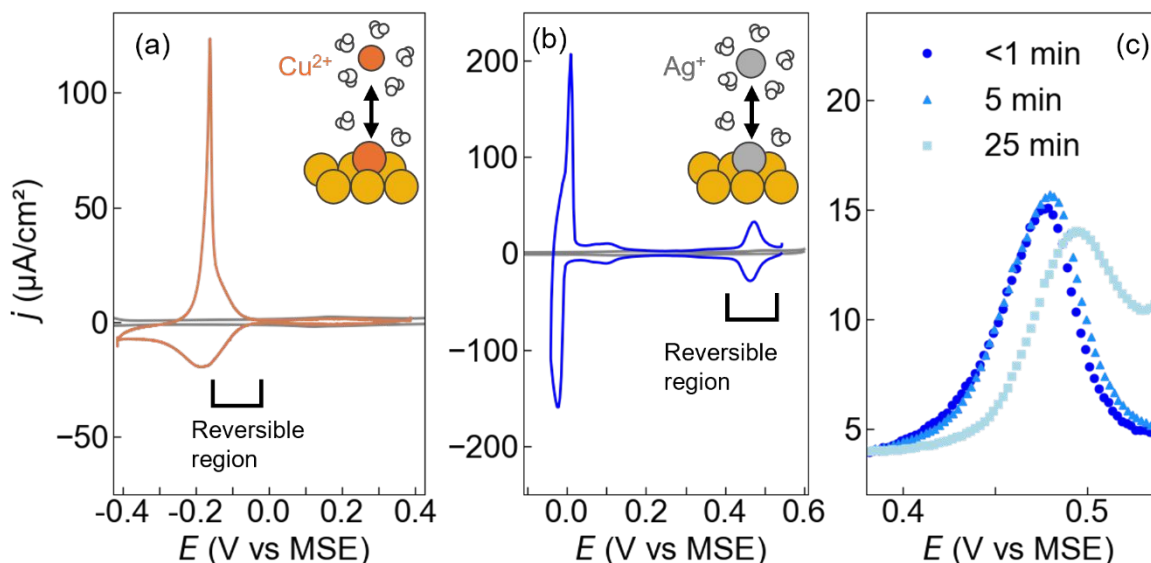 (a)
Cu²⁺
100
50
0
−50
j (µA/cm²)
Reversible
region
-0.4 -0.2 0.0 0.2 0.4
E (V vs MSE)
(b)
Ag⁺
200
100
0
−100
−200
Reversible
region
0.0 0.2 0.4 0.6
E (V vs MSE)
(c)
<1 min
5 min
25 min
20
15
10
5
0.4 0.5
E (V vs MSE)